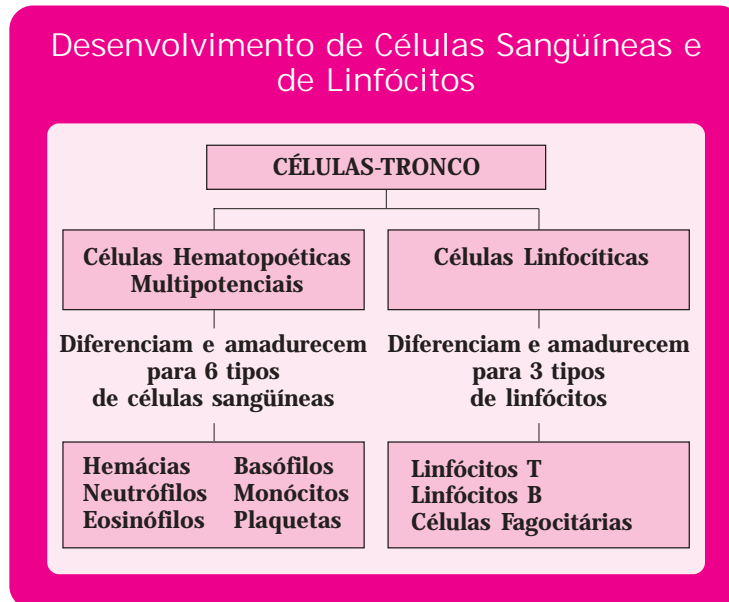 Desenvolvimento de Células Sangüíneas e
de Linfócitos
CÉLULAS-TRONCO
Células Hematopoéticas
Multipotenciais
Células Linfocíticas
Diferenciam e amadurecem
para 6 tipos
de células sangüíneas
Diferenciam e amadurecem
para 3 tipos
de linfócitos
Hemácias Basófilos
Neutrófilos Monócitos
Eosinófilos Plaquetas
Linfócitos T
Linfócitos B
Células Fagocitárias